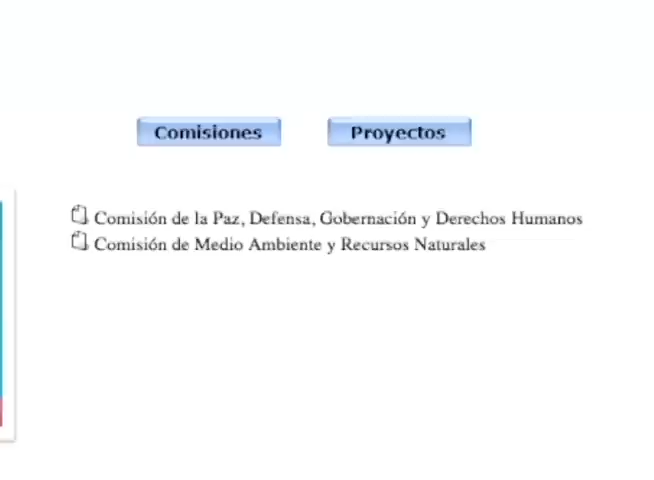 Comisiones Proyectos
Comisión de la Paz, Defensa, Gobernación y Derechos Humanos
Comisión de Medio Ambiente y Recursos Naturales